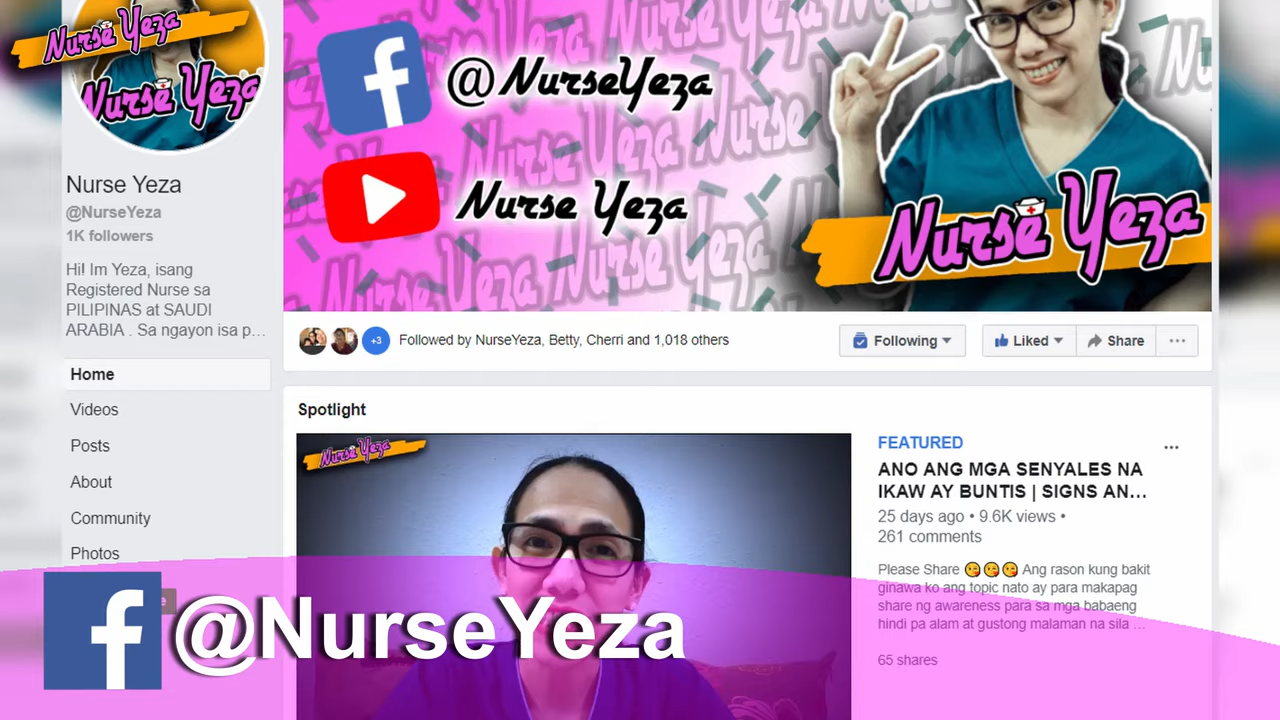 Nurse Yeza
Nurse Yeza
@NurseYeza
Nurse Yeza
Nurse Yeza
Nurse Yeza
@NurseYeza
1K followers
Hi! Im Yeza, isang
Registered Nurse sa
PILIPINAS at SAUDI
ARABIA . Sa ngayon isa p…
+3
Followed by NurseYeza, Betty, Cherri and 1,018 others
Following
Liked
Share
Home
Videos
Posts
About
Community
Photos
Spotlight
Nurse Yeza
FEATURED
ANO ANG MGA SENYALES NA
IKAW AY BUNTIS | SIGNS AN…
25 days ago • 9.6K views •
261 comments
Please Share 😘😘😘 Ang rason kung bakit
ginawa ko ang topic nato ay para makapag
share ng awareness para sa mga babaeng
hindi pa alam at gustong malaman na sila ...
65 shares
@NurseYeza